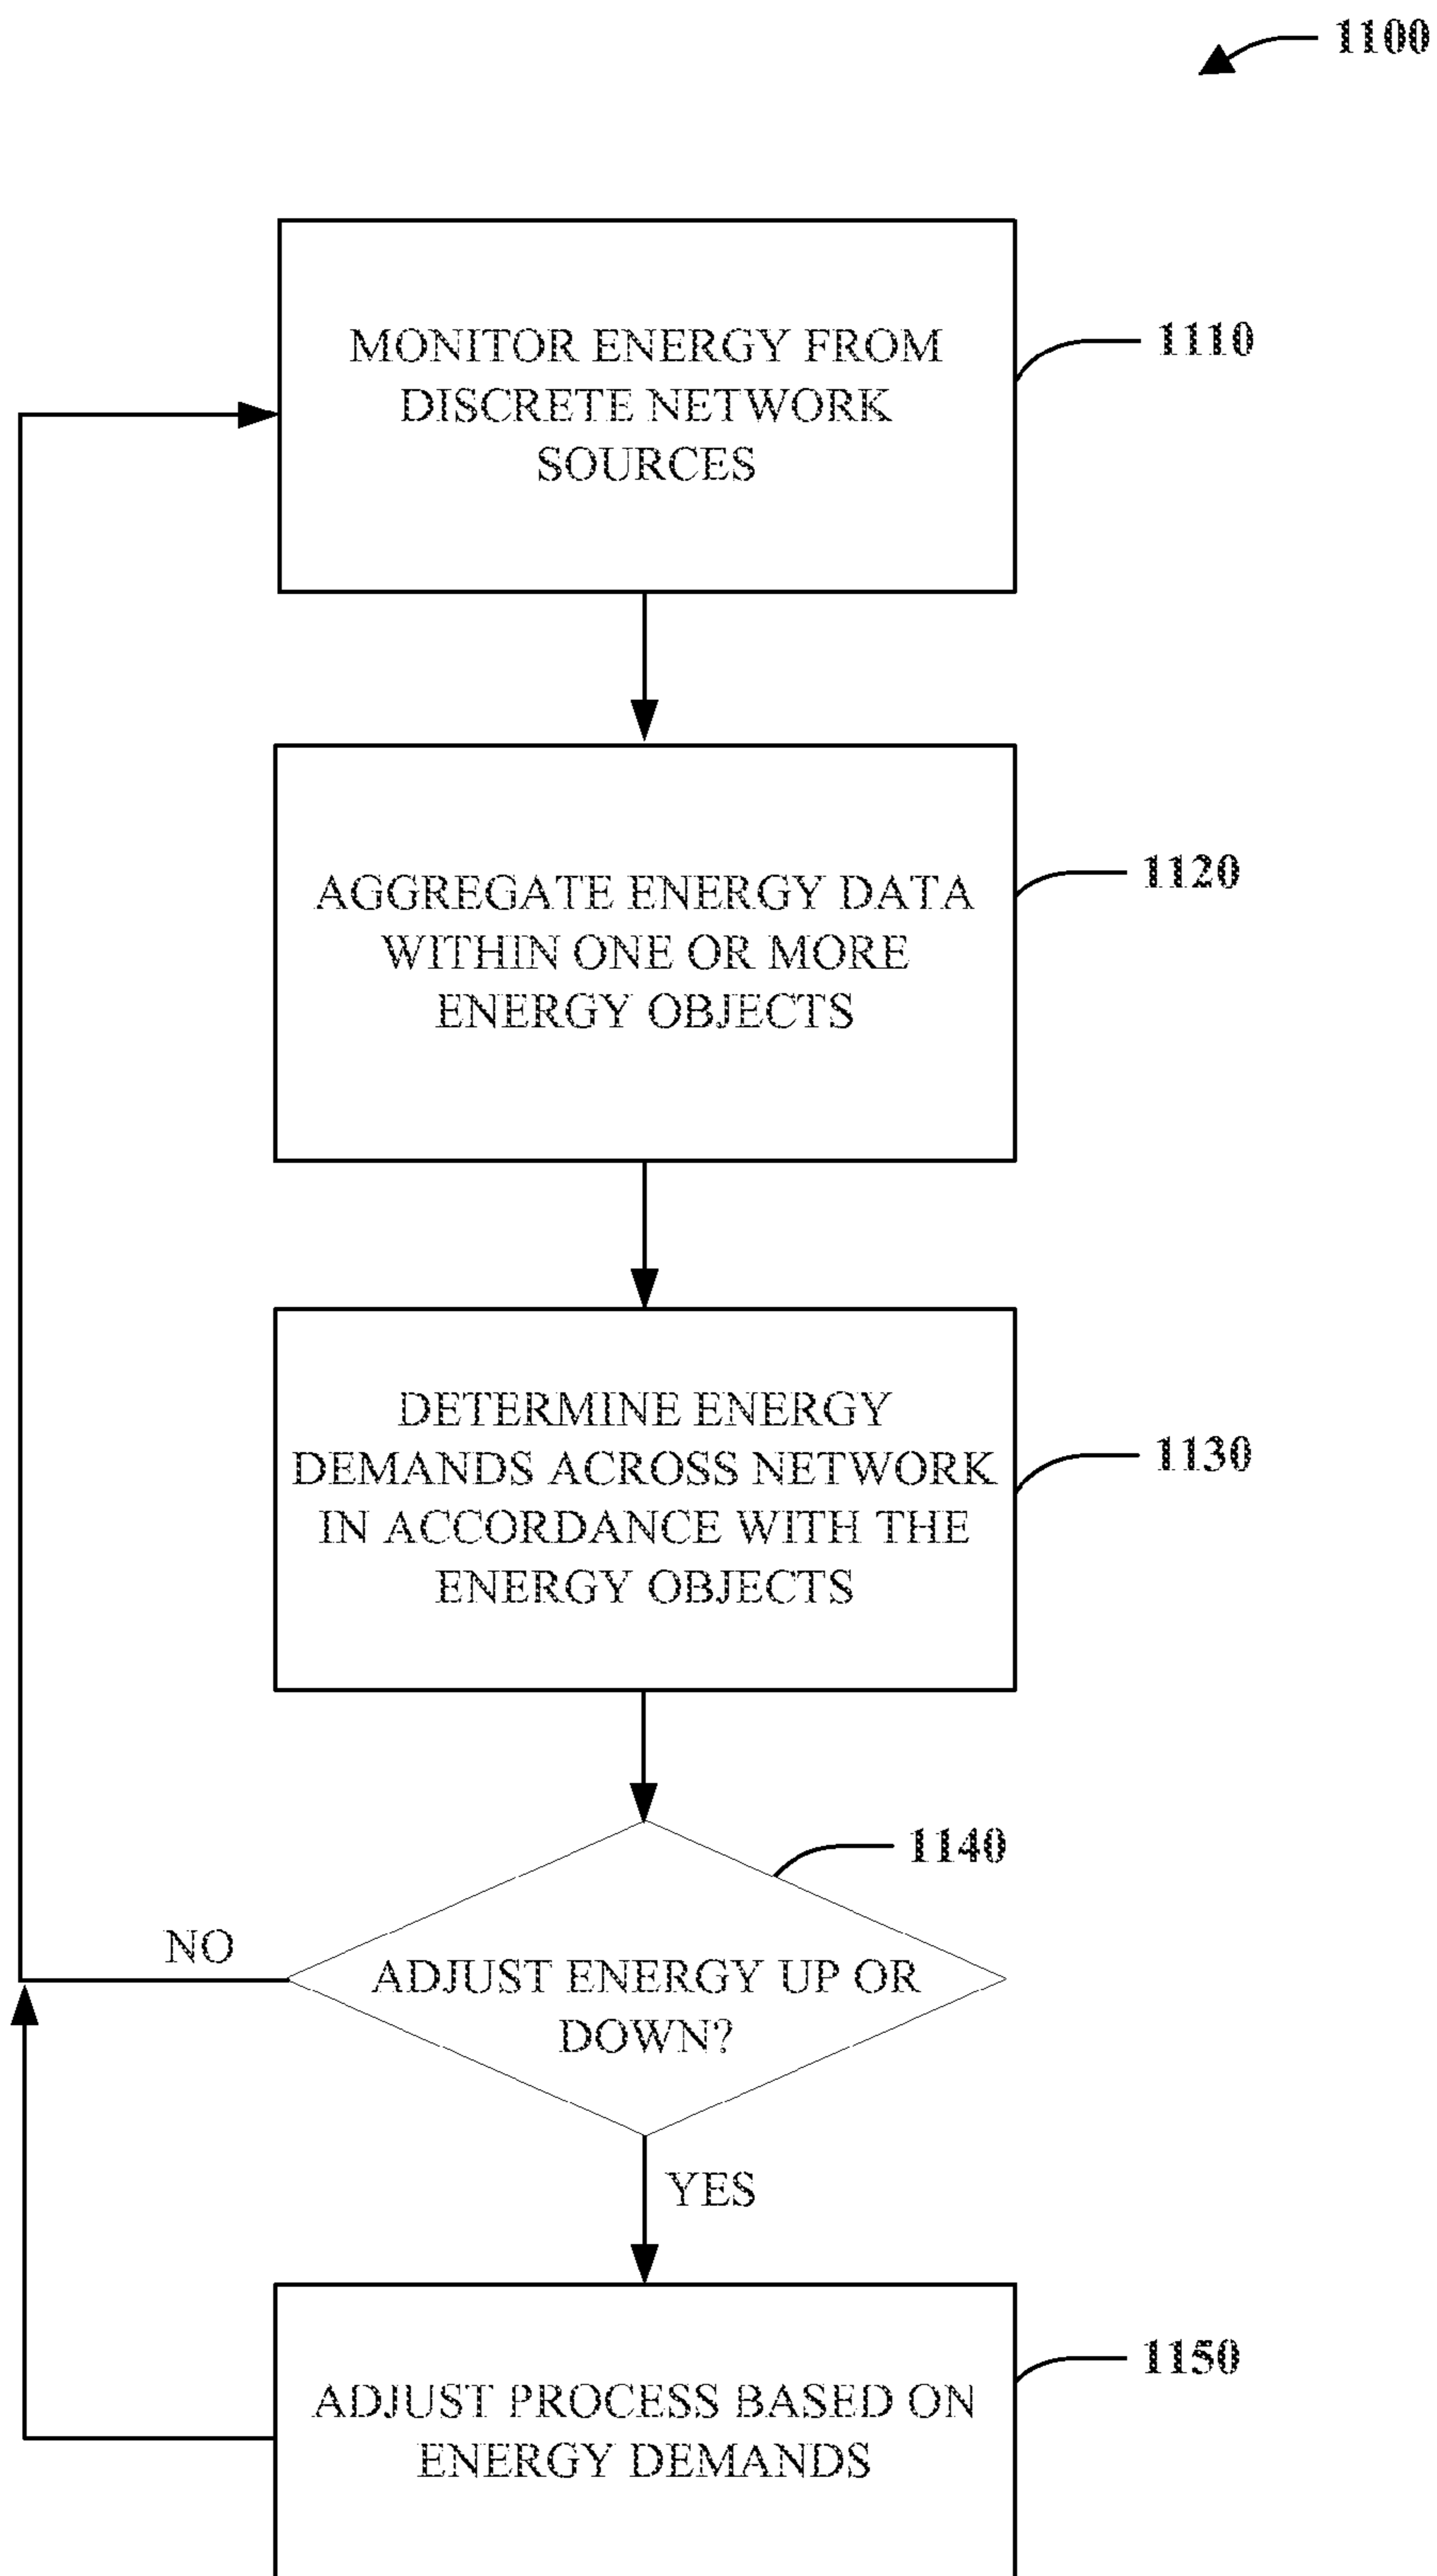 1100
MONITOR ENERGY FROM
DISCRETE NETWORK
SOURCES
1110
AGGREGATE ENERGY DATA
WITHIN ONE OR MORE
ENERGY OBJECTS
1120
DETERMINE ENERGY
DEMANDS ACROSS NETWORK
IN ACCORDANCE WITH THE
ENERGY OBJECTS
1130
1140
NO
ADJUST ENERGY UP OR
DOWN?
YES
1150
ADJUST PROCESS BASED ON
ENERGY DEMANDS